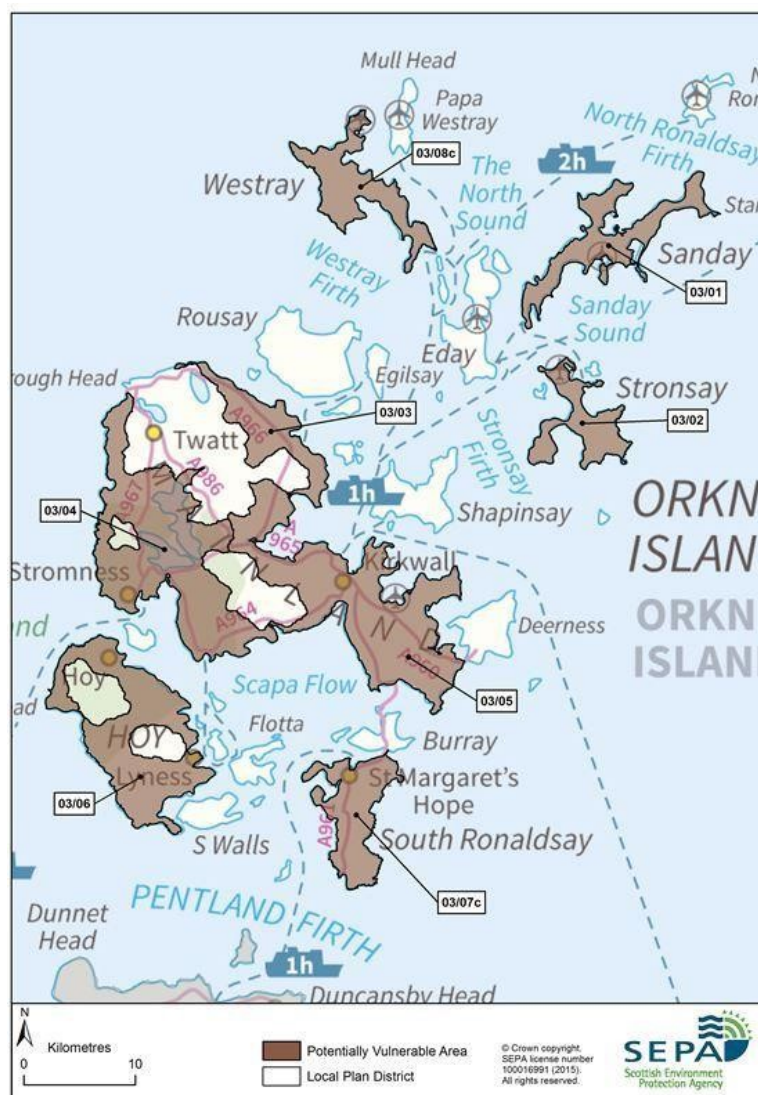 Mull Head
Papa
Westray
North Ronaldsay
Firth
2h
03/08c
Westray
The
North
Sound
Westray
Firth
Sanday
03/01
Sanday
Sound
Rousay
Eday
Egilsay
Stronsay
03/02
Stronsay
Firth
03/03
A966
Twatt
A986
A967
MAINLAND
03/04
1h
Shapinsay
ORKN
ISLAN
A
965
Kirkwall
Stromness
A964
ORKN
ISLAN
Deerness
A960
03/05
Scapa Flow
Hoy
HOY
Flotta
Burray
Lyness
St Margaret's
Hope
03/06
S Walls
A961
South Ronaldsay
03/07c
PENTLAND FIRTH
Dunnet
Head
1h
Duncansby Head
N
Kilometres
0 10
Potentially Vulnerable Area
Local Plan District
© Crown copyright.
SEPA license number
100016991 (2015).
All rights reserved.
SEPA
Scottish Environment
Protection Agency